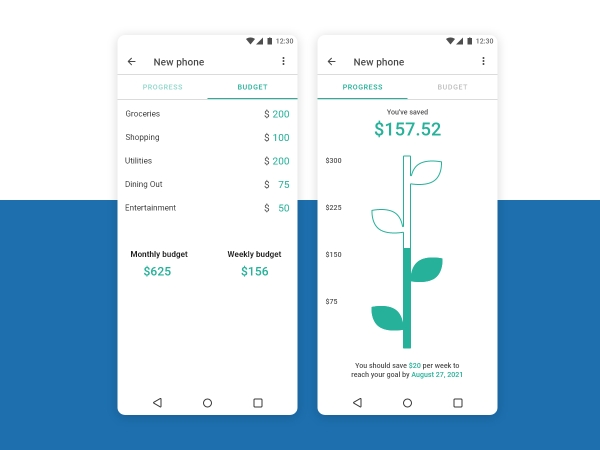 12:30
New phone
PROGRESS BUDGET
Groceries $ 200
Shopping $ 100
Utilities $ 200
Dining Out $ 75
Entertainment $ 50
Monthly budget Weekly budget
$625 $156
12:30
New phone
PROGRESS BUDGET
You've saved
$157.52
$300
$225
$150
$75
You should save $20 per week to
reach your goal by August 27, 2021